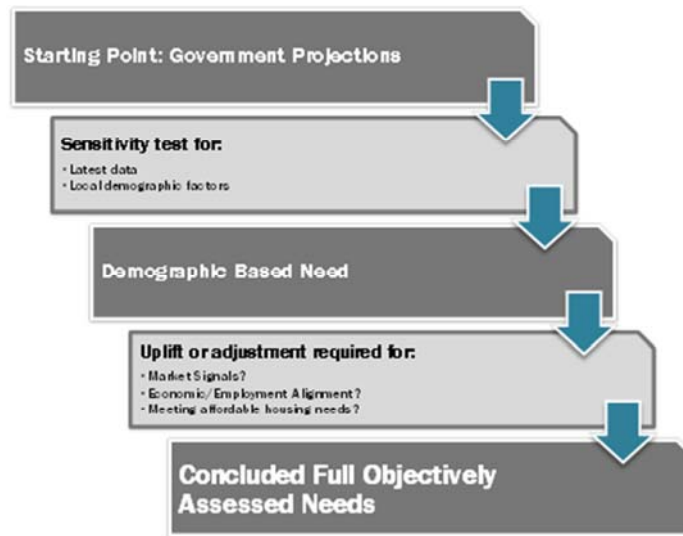 Starting Point: Government Projections
Sensitivity test for:
• Latest data
• Local demographic factors
Demographic Based Need
Uplift or adjustment required for:
• Market Signals?
• Economic/Employment Alignment?
• Meeting affordable housing needs?
Concluded Full Objectively
Assessed Needs